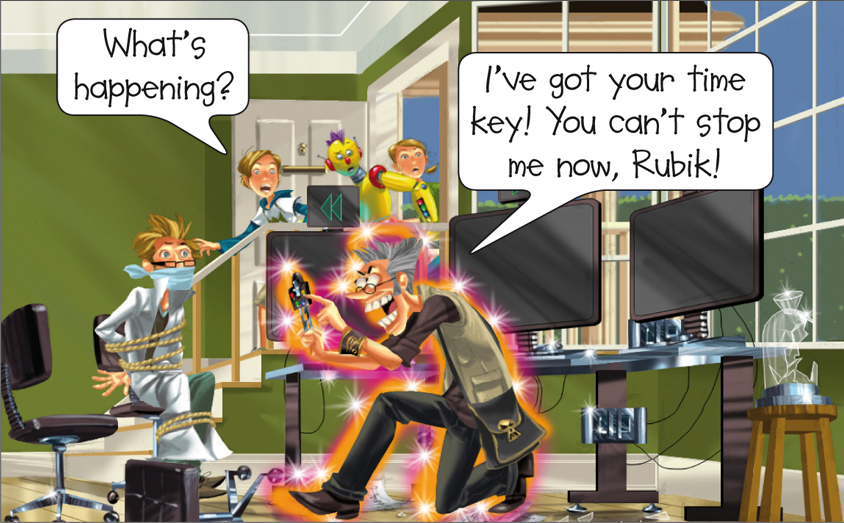 What's
happening?
I've got your time
key! You can't stop
me now, Rubik!